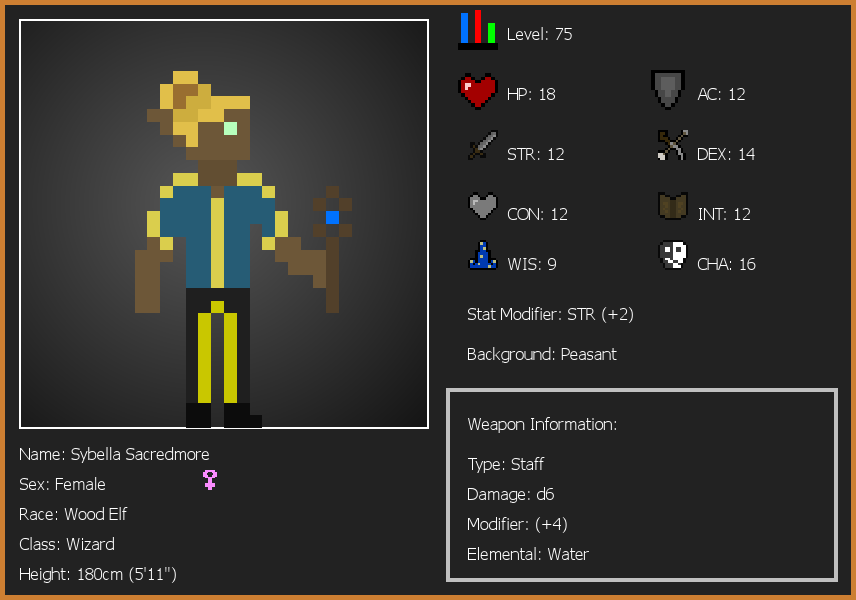 Level: 75
HP: 18
AC: 12
STR: 12
DEX: 14
CON: 12
INT: 12
WIS: 9
CHA: 16
Stat Modifier: STR (+2)
Background: Peasant
Weapon Information:
Type: Staff
Damage: d6
Modifier: (+4)
Elemental: Water
Name: Sybella Sacredmore
Sex: Female
Race: Wood Elf
Class: Wizard
Height: 180cm (5'11")